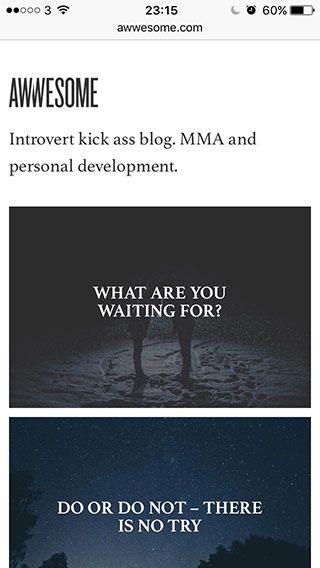 3 23:15 60%
awwesome.com
AWWESOME
Introvert kick ass blog. MMA and
personal development.
WHAT ARE YOU
WAITING FOR?
DO OR DO NOT – THERE
IS NO TRY